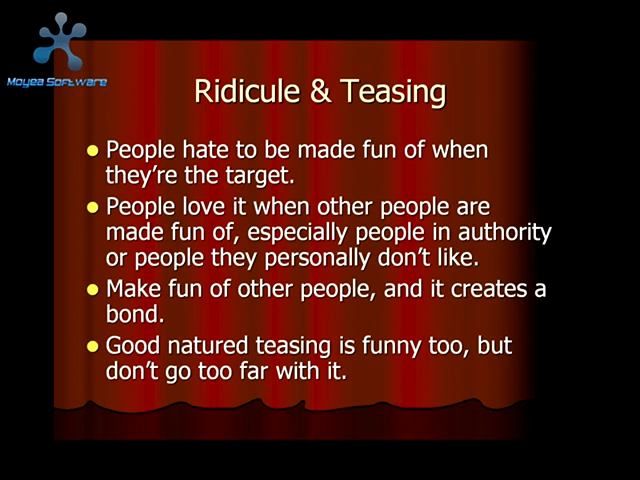 Moyea Software
Ridicule & Teasing
People hate to be made fun of when
they're the target.
People love it when other people are
made fun of, especially people in authority
or people they personally don't like.
Make fun of other people, and it creates a
bond.
Good natured teasing is funny too, but
don't go too far with it.